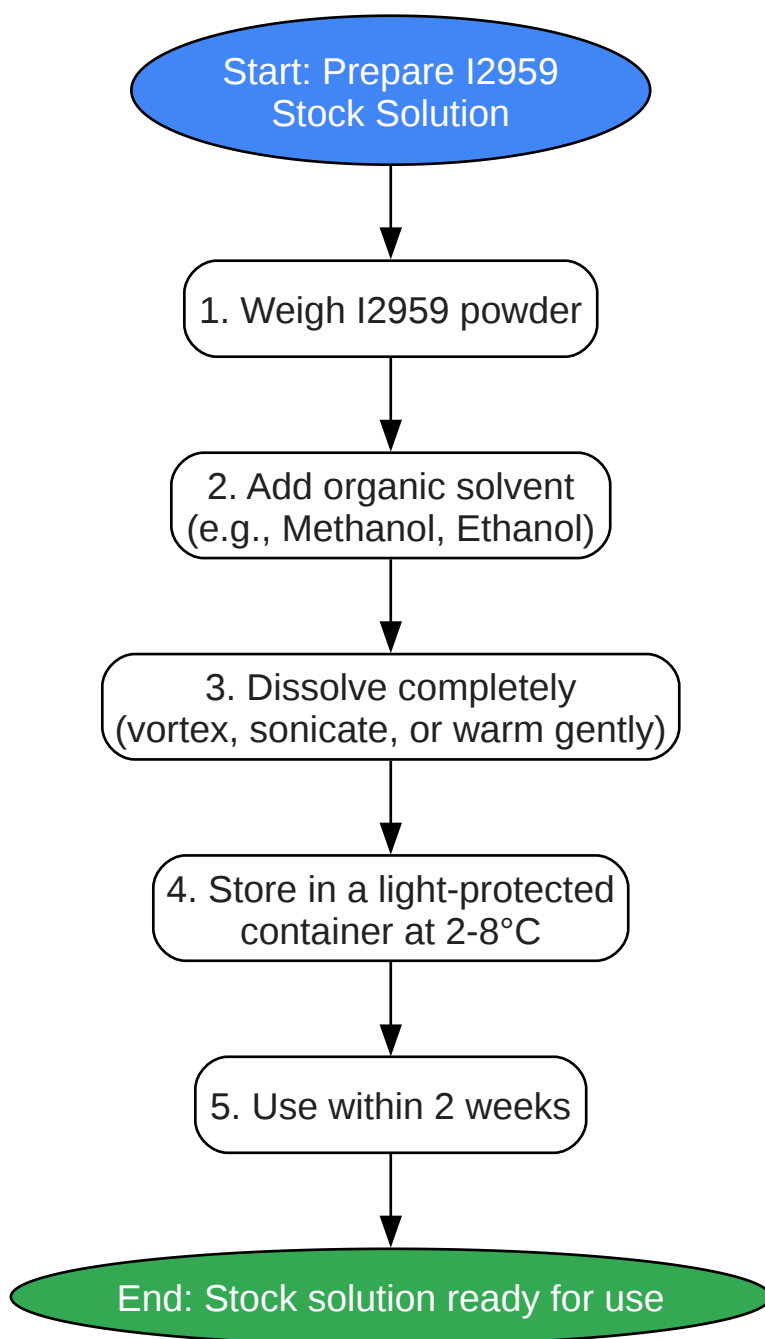 Start: Prepare I2959
Stock Solution
1. Weigh I2959 powder
2. Add organic solvent
(e.g., Methanol, Ethanol)
3. Dissolve completely
(vortex, sonicate, or warm gently)
4. Store in a light-protected
container at 2-8°C
5. Use within 2 weeks
End: Stock solution ready for use